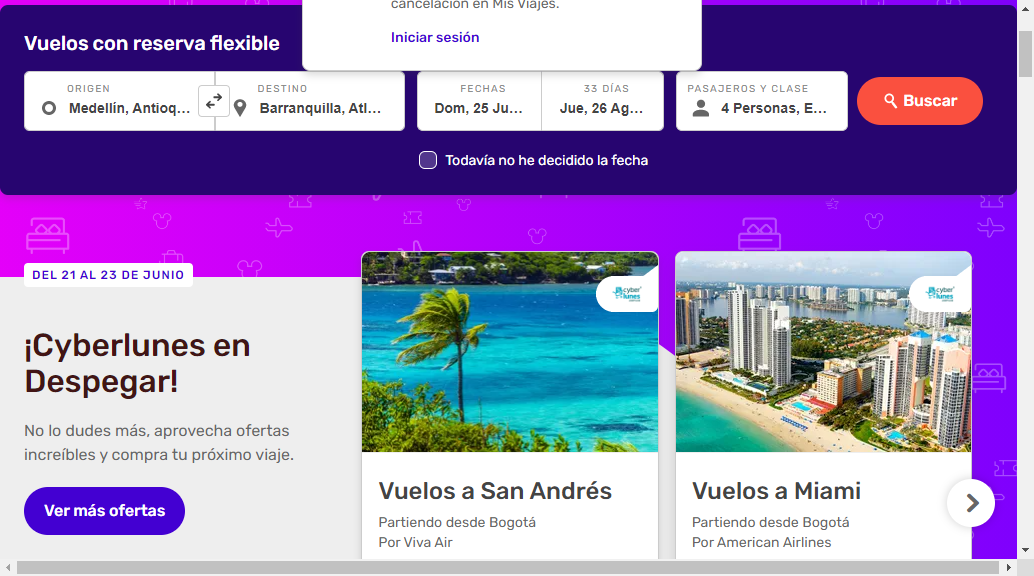 cancelación en Mis Viajes.
Iniciar sesión
Vuelos con reserva flexible
ORIGEN
Medellín, Antioq...
DESTINO
Barranquilla, Atl...
FECHAS
Dom, 25 Ju...
33 DÍAS
Jue, 26 Ag...
PASAJEROS Y CLASE
4 Personas, E...
Buscar
Todavía no he decidido la fecha
DEL 21 AL 23 DE JUNIO
¡Cyberlunes en
Despegar!
No lo dudes más, aprovecha ofertas
increíbles y compra tu próximo viaje.
Ver más ofertas
cyber
lunes
Vuelos a San Andrés
Partiendo desde Bogotá
Por Viva Air
cyber
lunes
Vuelos a Miami
Partiendo desde Bogotá
Por American Airlines